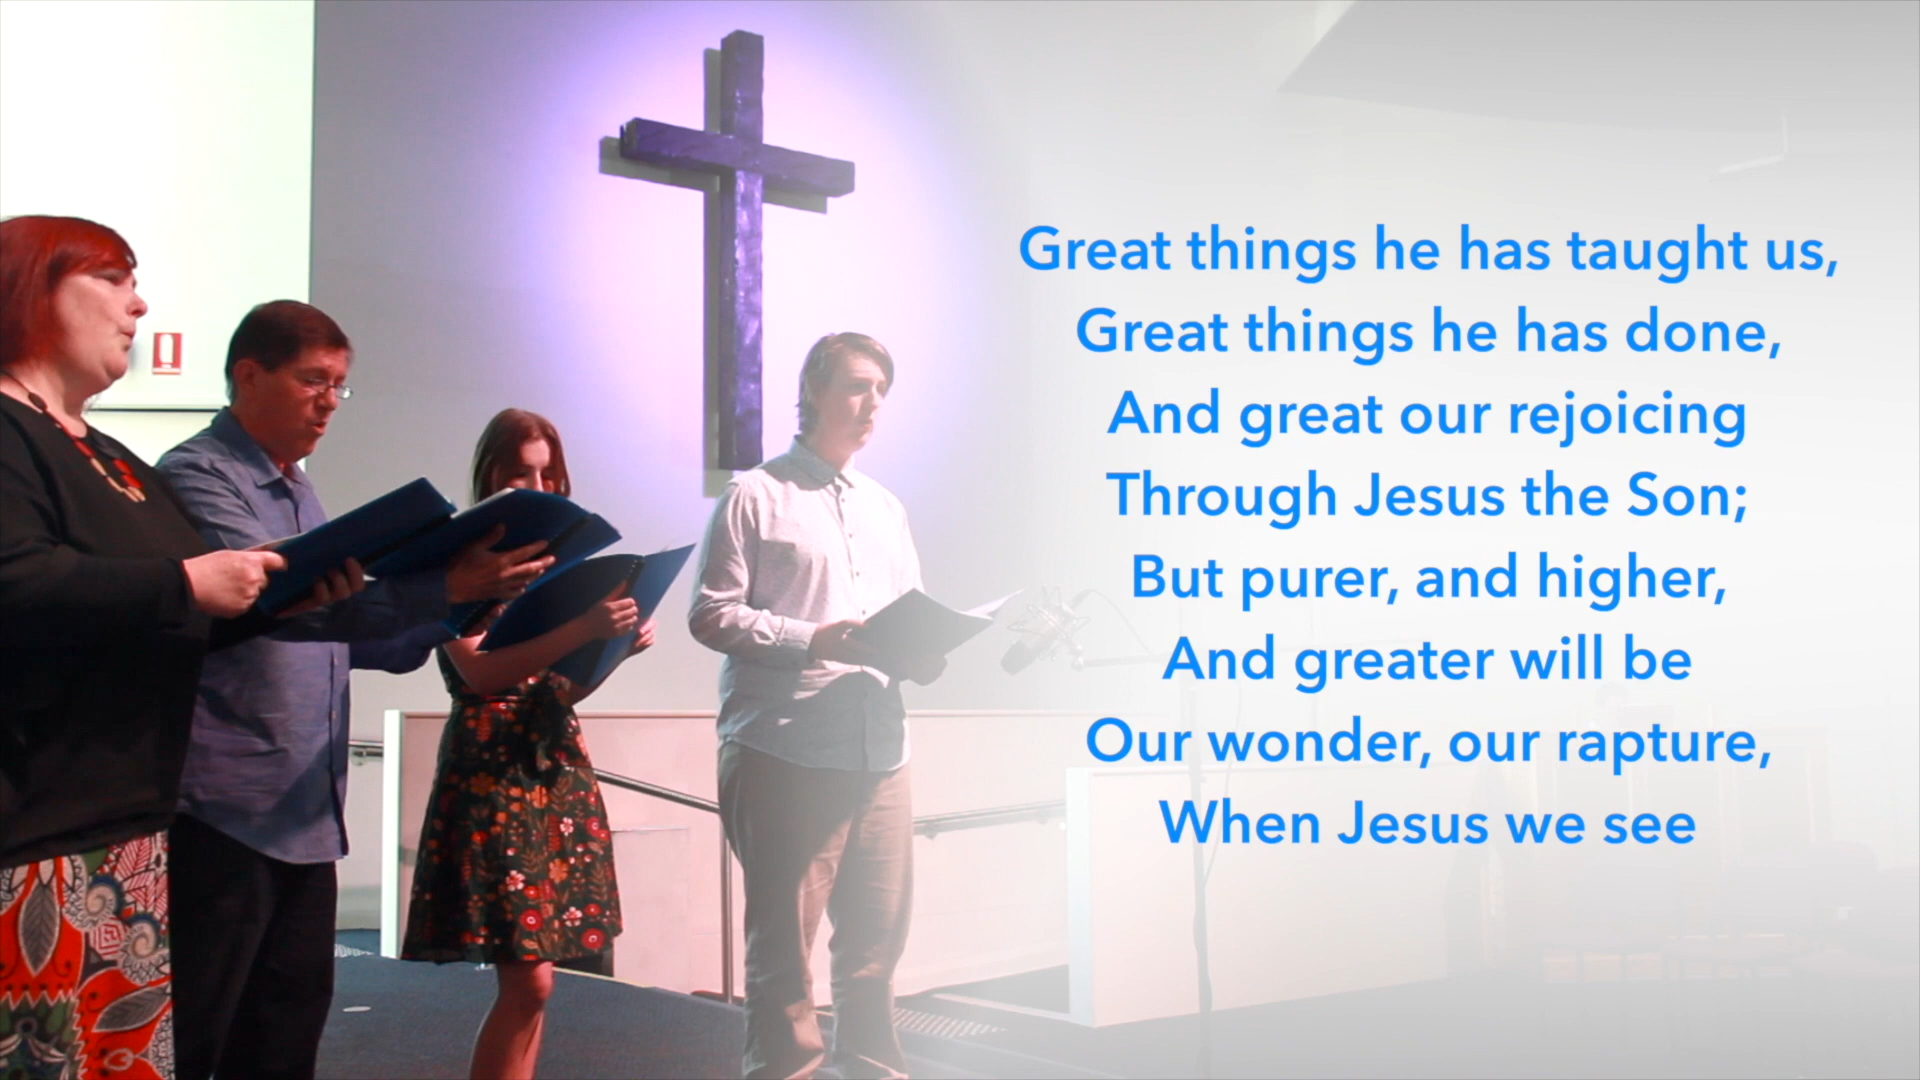 Great things he has taught us,
Great things he has done,
And great our rejoicing
Through Jesus the Son;
But purer, and higher,
And greater will be
Our wonder, our rapture,
When Jesus we see